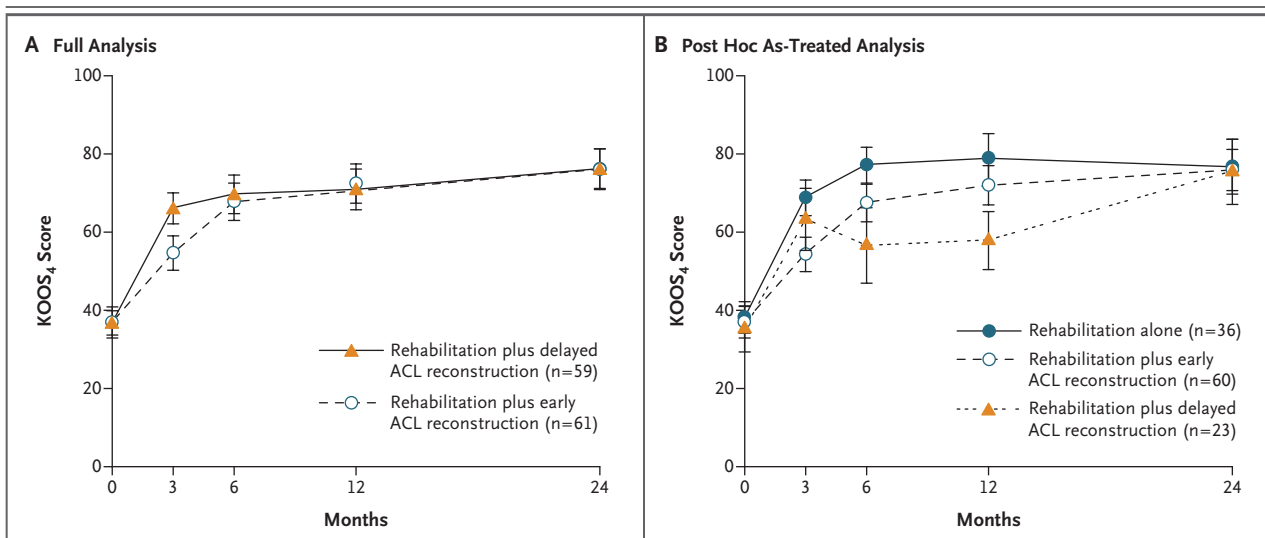 A Full Analysis
100
80
60
40
20
0
KOOS₄ Score
0 3 6 12 24
Months
Rehabilitation plus delayed
ACL reconstruction (n=59)
Rehabilitation plus early
ACL reconstruction (n=61)
B Post Hoc As-Treated Analysis
100
80
60
40
20
0
KOOS₄ Score
0 3 6 12 24
Months
Rehabilitation alone (n=36)
Rehabilitation plus early
ACL reconstruction (n=60)
Rehabilitation plus delayed
ACL reconstruction (n=23)